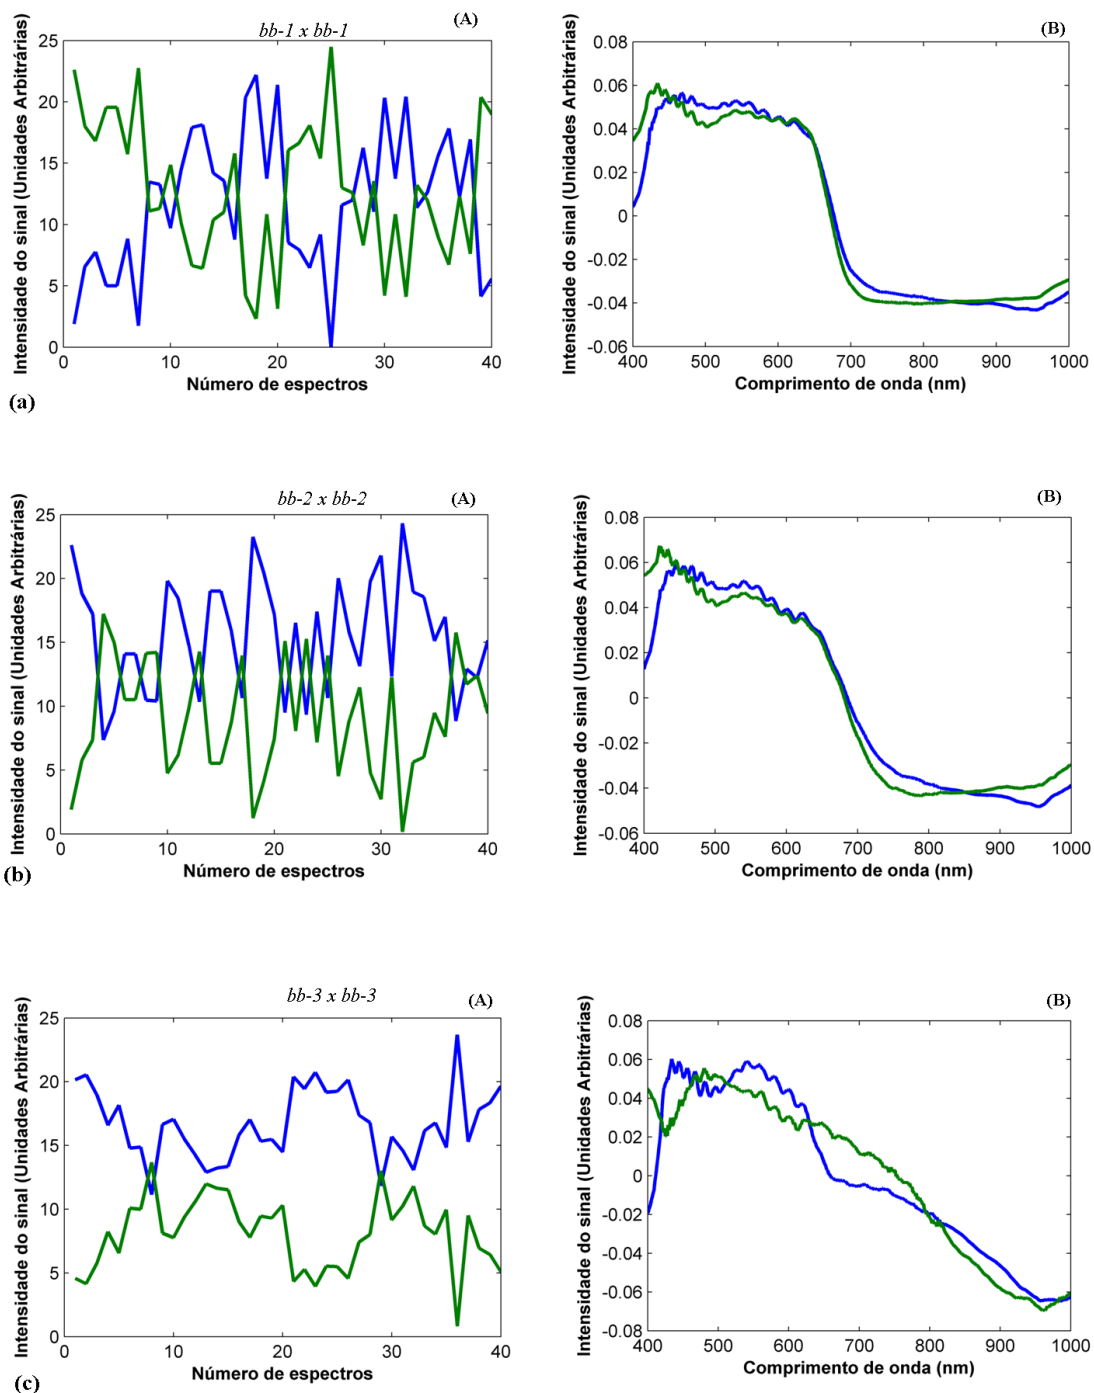 bb-1 x bb-1
(A)
Intensidade do sinal (Unidades Arbitrárias)
25
20
15
10
5
0
0 10 20 30 40
Número de espectros
(B)
Intensidade do sinal (Unidades Arbitrárias)
0.08
0.06
0.04
0.02
0
-0.02
-0.04
-0.06
400 500 600 700 800 900 1000
Comprimento de onda (nm)
(a)
bb-2 x bb-2
(A)
Intensidade do sinal (Unidades Arbitrárias)
25
20
15
10
5
0
0 10 20 30 40
Número de espectros
(B)
Intensidade do sinal (Unidades Arbitrárias)
0.08
0.06
0.04
0.02
0
-0.02
-0.04
-0.06
400 500 600 700 800 900 1000
Comprimento de onda (nm)
(b)
bb-3 x bb-3
(A)
Intensidade do sinal (Unidades Arbitrárias)
25
20
15
10
5
0
0 10 20 30 40
Número de espectros
(B)
Intensidade do sinal (Unidades Arbitrárias)
0.08
0.06
0.04
0.02
0
-0.02
-0.04
-0.06
-0.08
400 500 600 700 800 900 1000
Comprimento de onda (nm)
(c)